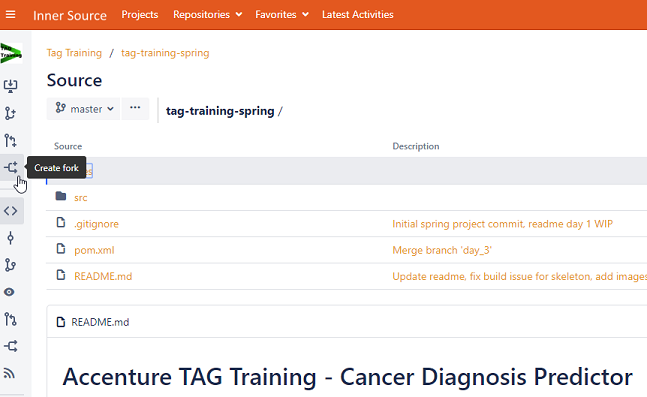 Inner Source Projects Repositories Favorites Latest Activities
TAG
Training
Tag Training / tag-training-spring
Source
master ··· tag-training-spring /
Source Description
Create fork
src
.gitignore Initial spring project commit, readme day 1 WIP
pom.xml Merge branch 'day_3'
README.md Update readme, fix build issue for skeleton, add images
README.md
Accenture TAG Training - Cancer Diagnosis Predictor